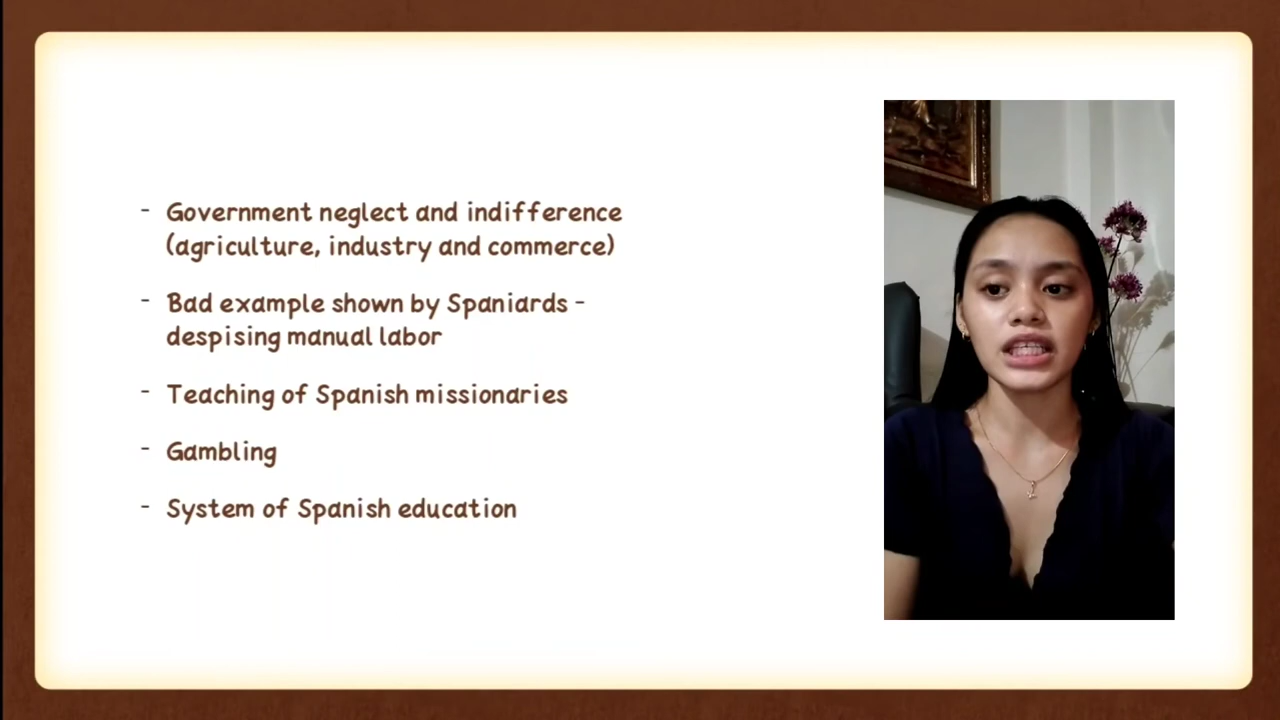 - Government neglect and indifference
(agriculture, industry and commerce)
- Bad example shown by Spaniards -
despising manual labor
- Teaching of Spanish missionaries
- Gambling
- System of Spanish education